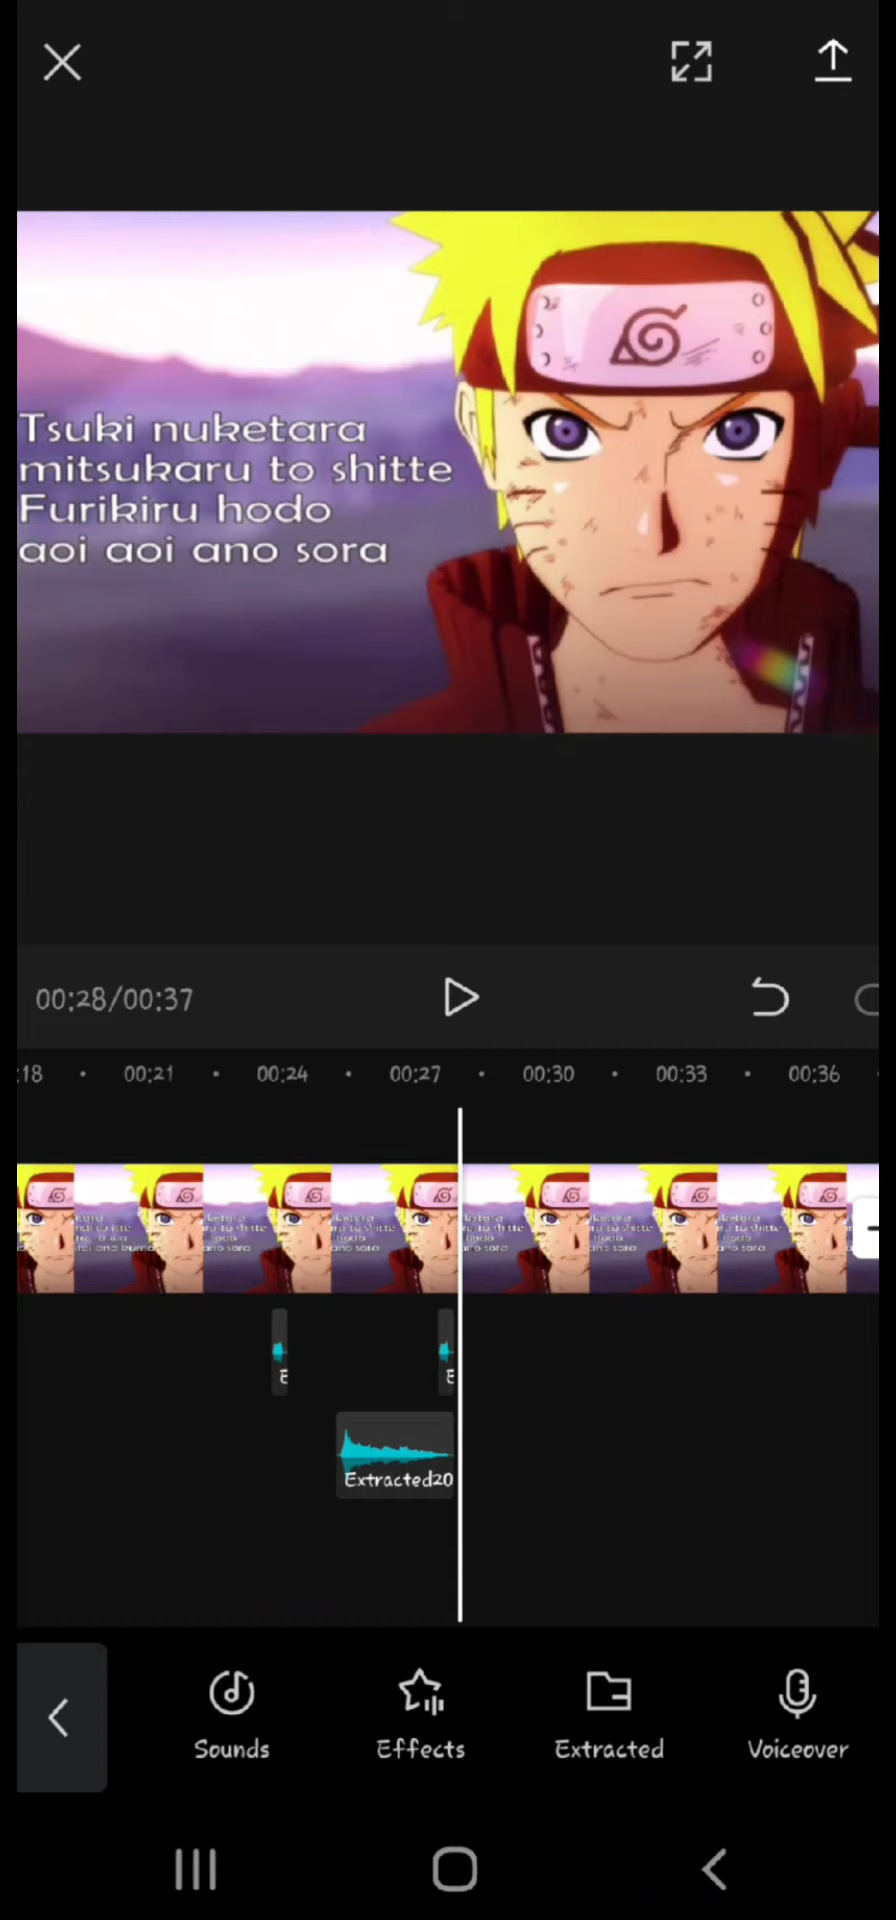 Tsuki nuketara
mitsukaru to shitte
Furikiru hodo
aoi aoi ano sora
00:28/00:37
:18
00:21
00:24
00:27
00:30
00:33
00:36
E
E
Extracted20
Sounds
Effects
Extracted
Voiceover